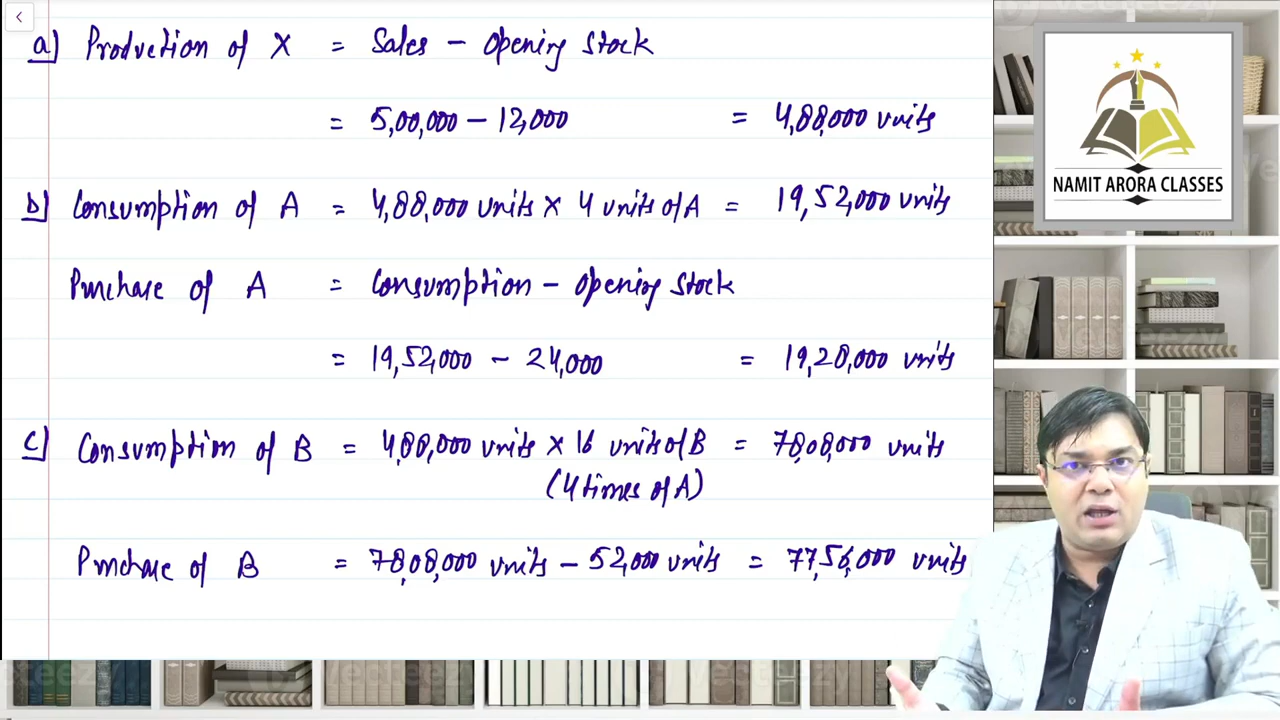 a) Production of X = Sales - Opening Stock
= 5,00,000 - 12,000 = 4,88,000 units
b) Consumption of A = 4,88,000 units × 4 units of A = 19,52,000 units
Purchase of A = Consumption - Opening Stock
= 19,52,000 - 24,000 = 19,28,000 units
c) Consumption of B = 4,88,000 units × 16 units of B = 78,08,000 units
(4 times of A)
Purchase of B = 78,08,000 units - 52,000 units = 77,56,000 units
NAMIT ARORA CLASSES
vecteezy